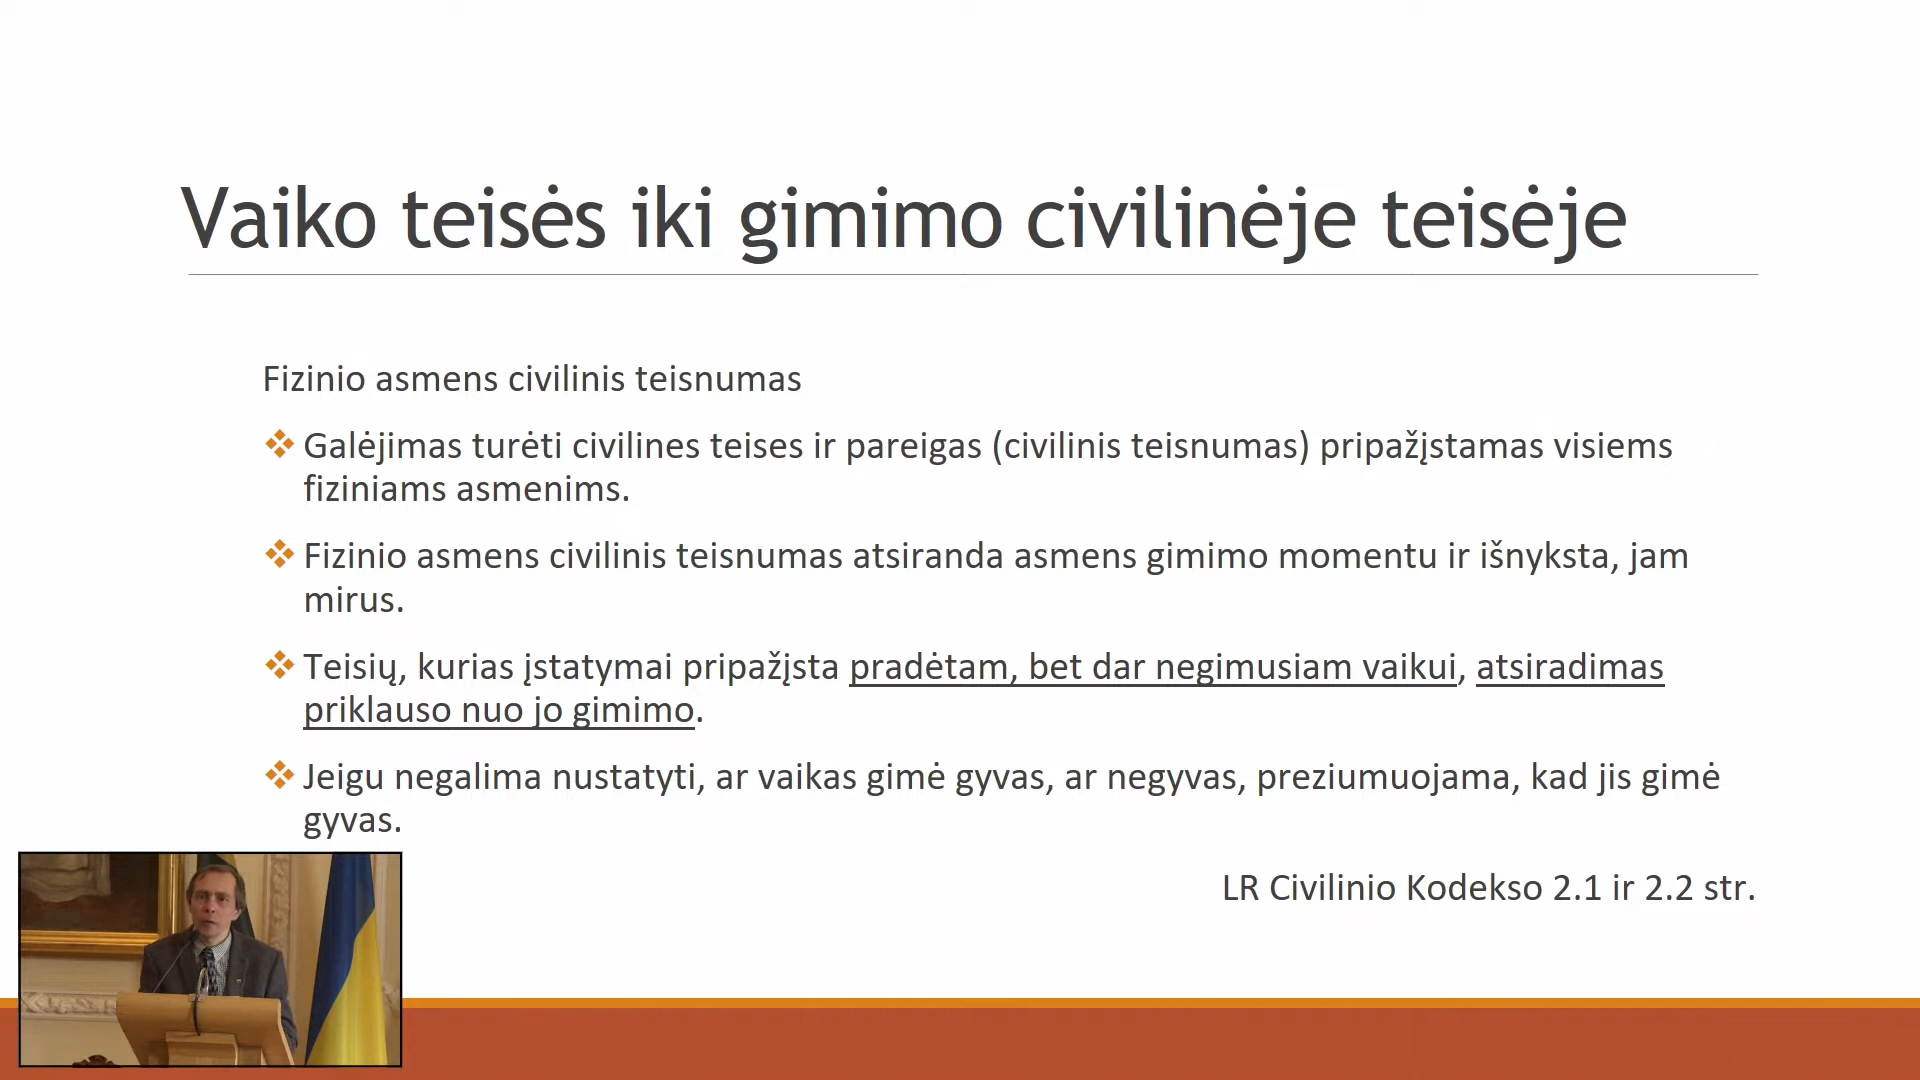 Vaiko teisės iki gimimo civilinėje teisėje
Fizinio asmens civilinis teisnumas
Galėjimas turėti civilines teises ir pareigas (civilinis teisnumas) pripažįstamas visiems
fiziniams asmenims.
Fizinio asmens civilinis teisnumas atsiranda asmens gimimo momentu ir išnyksta, jam
mirus.
Teisių, kurias įstatymai pripažįsta pradėtam, bet dar negimusiam vaikui, atsiradimas
priklauso nuo jo gimimo.
Jeigu negalima nustatyti, ar vaikas gimė gyvas, ar negyvas, preziumuojama, kad jis gimė
gyvas.
LR Civilinio Kodekso 2.1 ir 2.2 str.